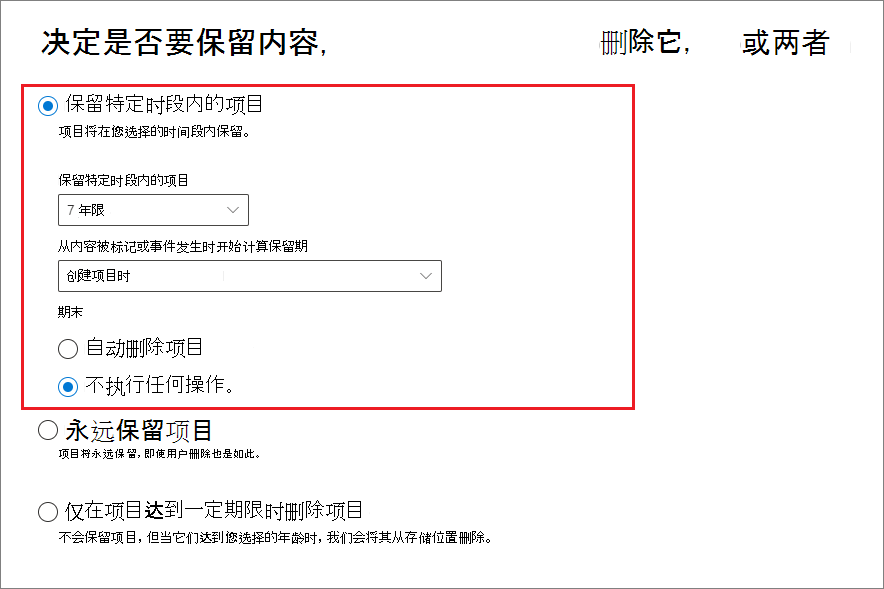 决定是否要保留内容, 删除它, 或两者
保留特定时段内的项目
项目将在您选择的时间段内保留。
保留特定时段内的项目
7 年限
从内容被标记或事件发生时开始计算保留期
创建项目时
期末
自动删除项目
不执行任何操作。
永远保留项目
项目将永远保留,即使用户删除也是如此。
仅在项目达到一定期限时删除项目
不会保留项目,但当它们达到您选择的年龄时,我们会将其从存储位置删除。